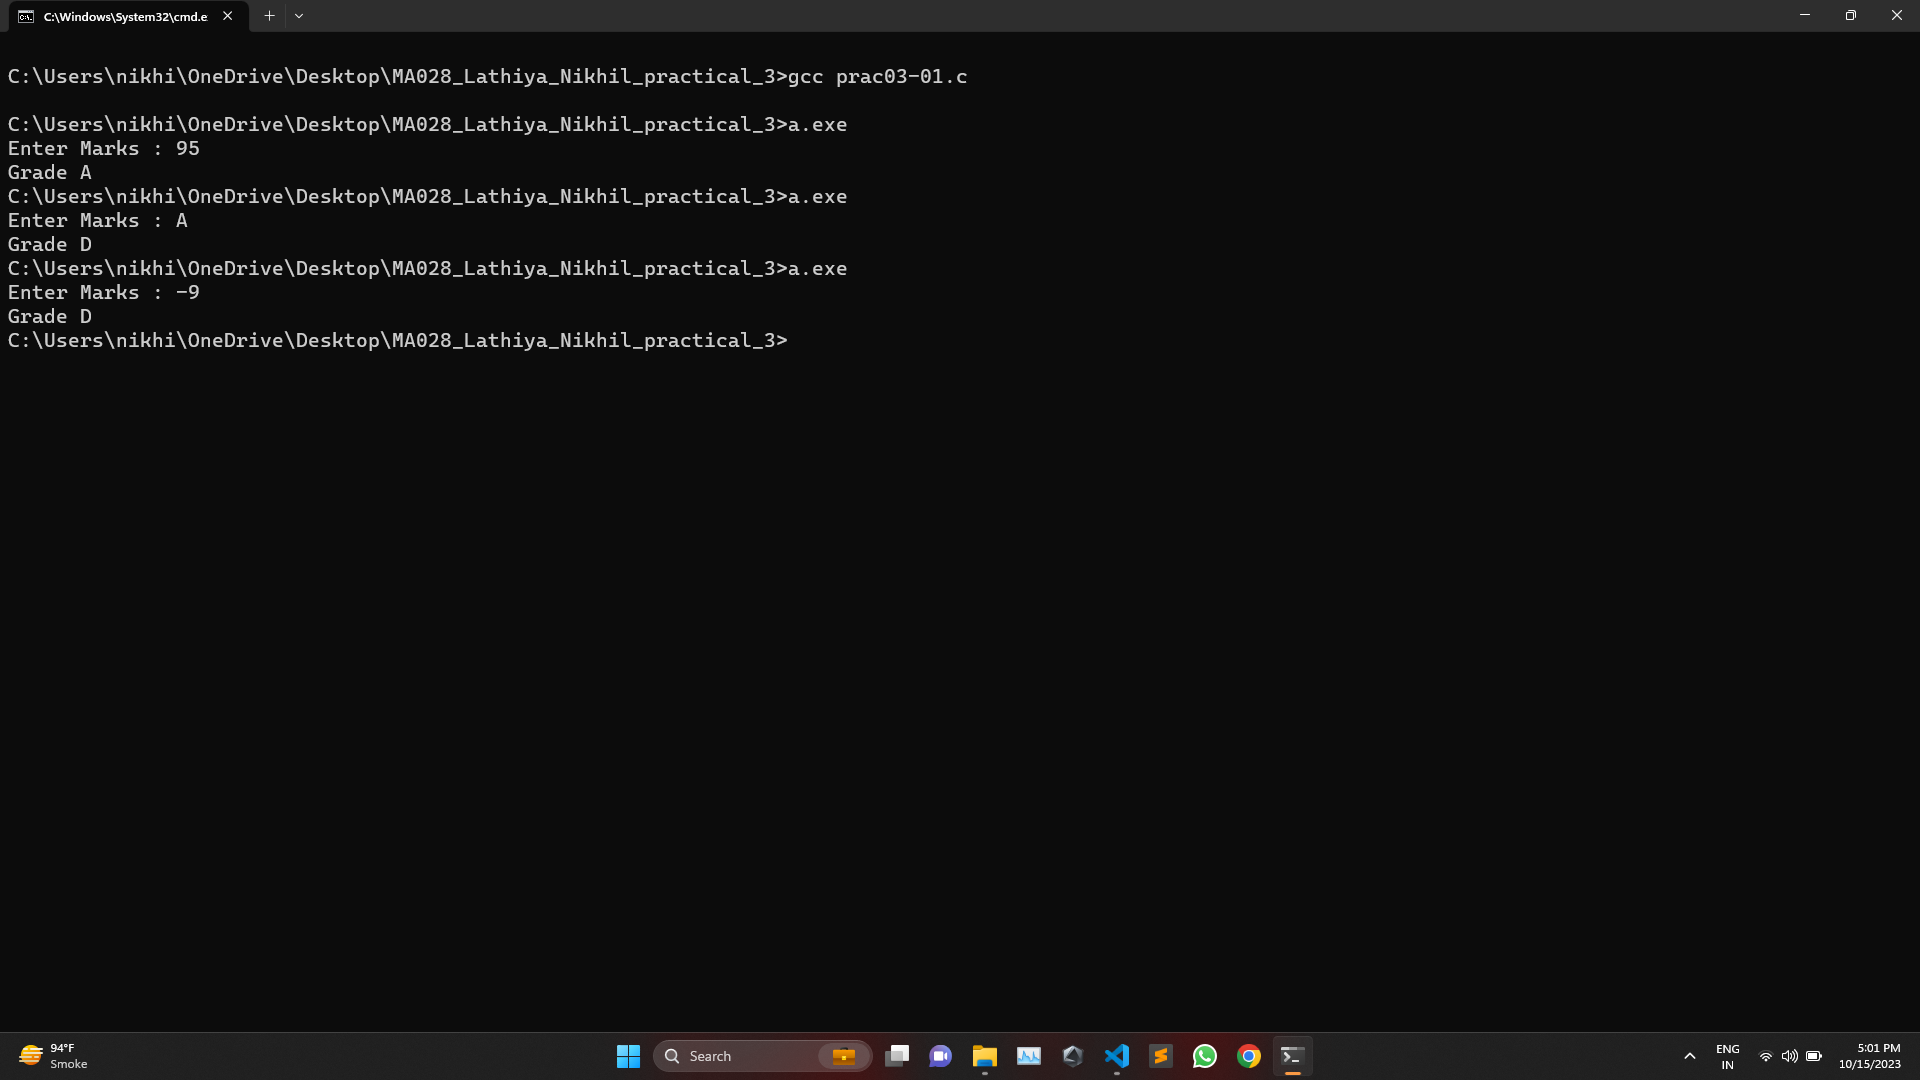 C:\Windows\System32\cmd.e
C:\Users\nikhi\OneDrive\Desktop\MA028_Lathiya_Nikhil_practical_3>gcc prac03-01.c
C:\Users\nikhi\OneDrive\Desktop\MA028_Lathiya_Nikhil_practical_3>a.exe
Enter Marks : 95
Grade A
C:\Users\nikhi\OneDrive\Desktop\MA028_Lathiya_Nikhil_practical_3>a.exe
Enter Marks : A
Grade D
C:\Users\nikhi\OneDrive\Desktop\MA028_Lathiya_Nikhil_practical_3>a.exe
Enter Marks : -9
Grade D
C:\Users\nikhi\OneDrive\Desktop\MA028_Lathiya_Nikhil_practical_3>
94°F
Smoke
Search
ENG
IN
5:01 PM
10/15/2023